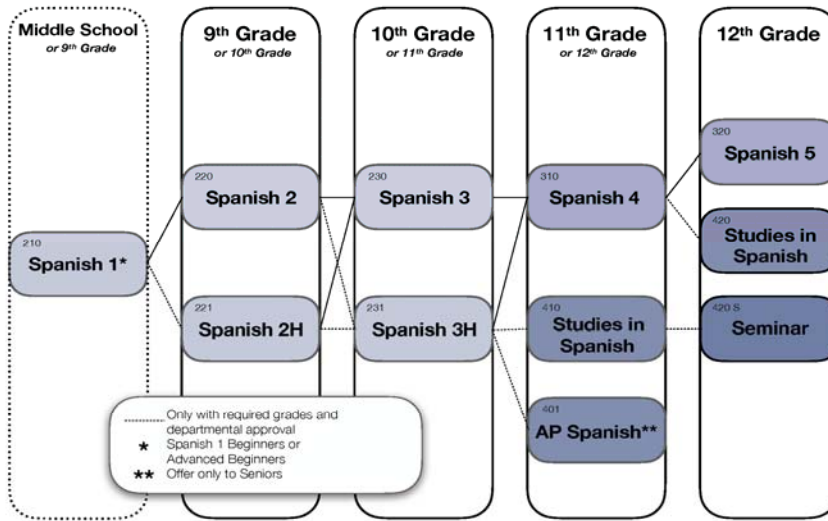 Middle School
or 9th Grade
9th Grade
or 10th Grade
10th Grade
or 11th Grade
11th Grade
or 12th Grade
12th Grade
210
Spanish 1*
220
Spanish 2
221
Spanish 2H
230
Spanish 3
231
Spanish 3H
310
Spanish 4
410
Studies in
Spanish
401
AP Spanish**
320
Spanish 5
420
Studies in
Spanish
420 S
Seminar
Only with required grades and
departmental approval
* Spanish 1 Beginners or
Advanced Beginners
** Offer only to Seniors